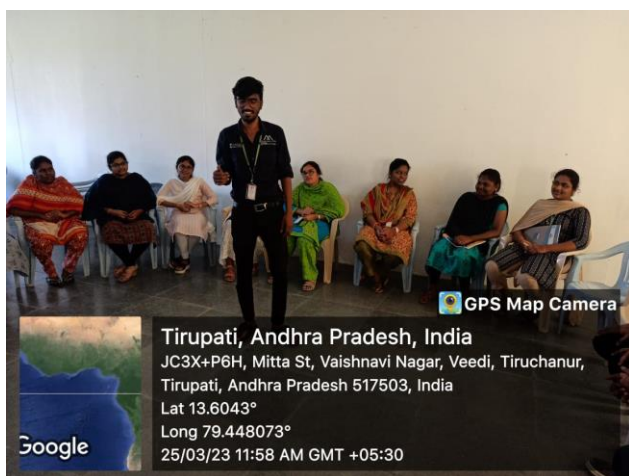 GPS Map Camera
Tirupati, Andhra Pradesh, India
JC3X+P6H, Mitta St, Vaishnavi Nagar, Veedi, Tiruchanur,
Tirupati, Andhra Pradesh 517503, India
Lat 13.6043°
Long 79.448073°
25/03/23 11:58 AM GMT +05:30
Google